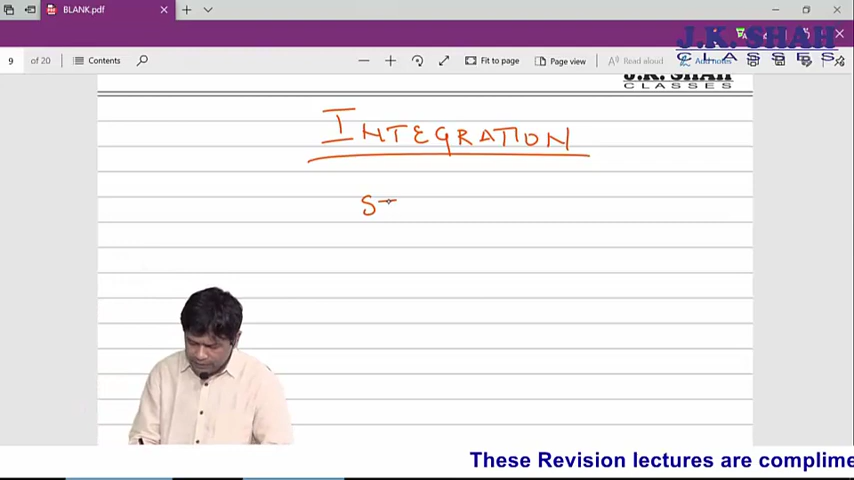 BLANK.pdf
J.K. SHAH
CLASSES
9 of 20 Contents Fit to page Page view Read aloud Add notes
CLASSES
INTEGRATION
S
These Revision lectures are complime